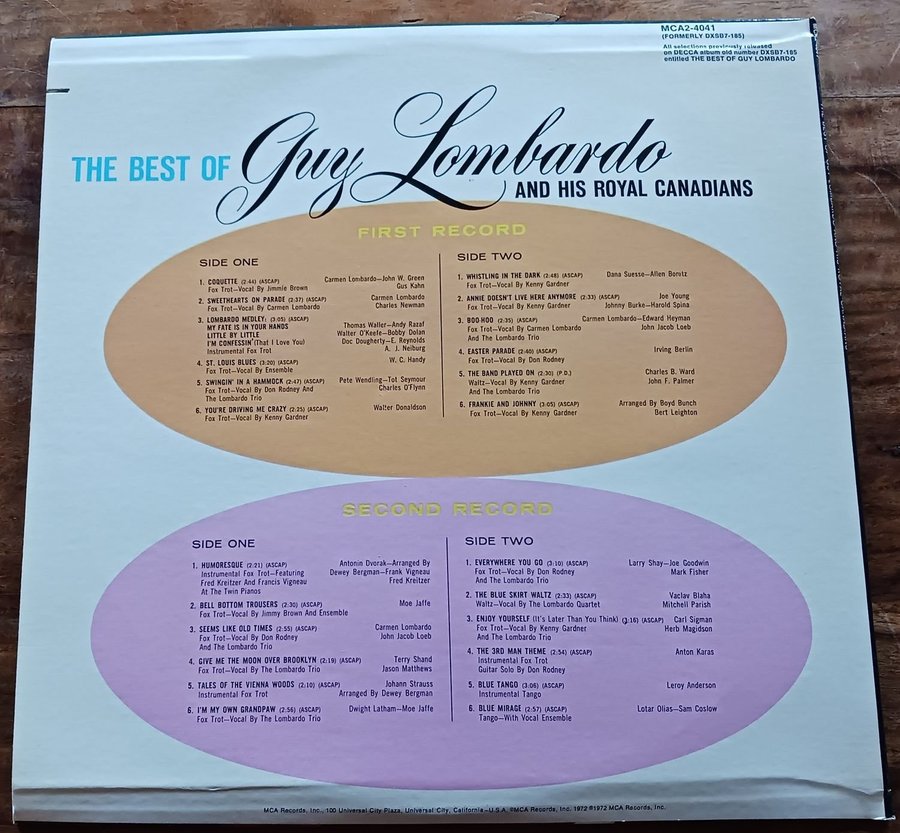 MCA2-4041
(FORMERLY DXSB7-185)
All selections previously released
on DECCA album old number DXSB7-185
entitled THE BEST OF GUY LOMBARDO
THE BEST OF Guy Lombardo
AND HIS ROYAL CANADIANS
FIRST RECORD
SIDE ONE
1. COQUETTE (2:44) (ASCAP) Carmen Lombardo—John W. Green
Fox Trot—Vocal By Jimmie Brown Gus Kahn
2. SWEETHEARTS ON PARADE (2:37) (ASCAP) Carmen Lombardo
Fox Trot—Vocal By Carmen Lombardo Charles Newman
3. LOMBARDO MEDLEY: (3:05) (ASCAP)
MY FATE IS IN YOUR HANDS Thomas Waller—Andy Razaf
LITTLE BY LITTLE Walter O'Keefe—Bobby Dolan
I'M CONFESSIN' (That I Love You) Doc Dougherty—E. Reynolds
Instrumental Fox Trot A. J. Neiburg
4. ST. LOUIS BLUES (3:20) (ASCAP) W. C. Handy
Fox Trot—Vocal By Ensemble
5. SWINGIN' IN A HAMMOCK (2:47) (ASCAP) Pete Wendling—Tot Seymour
Fox Trot—Vocal By Don Rodney And Charles O'Flynn
The Lombardo Trio
6. YOU'RE DRIVING ME CRAZY (2:25) (ASCAP) Walter Donaldson
Fox Trot—Vocal By Kenny Gardner
SIDE TWO
1. WHISTLING IN THE DARK (2:48) (ASCAP) Dana Suesse—Allen Boretz
Fox Trot—Vocal By Kenny Gardner
2. ANNIE DOESN'T LIVE HERE ANYMORE (2:33) (ASCAP) Joe Young
Fox Trot—Vocal By Kenny Gardner Johnny Burke—Harold Spina
3. BOO-HOO (2:35) (ASCAP) Carmen Lombardo—Edward Heyman
Fox Trot—Vocal By Carmen Lombardo John Jacob Loeb
And The Lombardo Trio
4. EASTER PARADE (2:40) (ASCAP) Irving Berlin
Fox Trot—Vocal By Don Rodney
5. THE BAND PLAYED ON (2:30) (P.D.) Charles B. Ward
Waltz—Vocal By Kenny Gardner John F. Palmer
And The Lombardo Trio
6. FRANKIE AND JOHNNY (3:05) (ASCAP) Arranged By Boyd Bunch
Fox Trot—Vocal By Kenny Gardner Bert Leighton
SECOND RECORD
SIDE ONE
1. HUMORESQUE (2:21) (ASCAP) Antonin Dvorak—Arranged By
Instrumental Fox Trot—Featuring Dewey Bergman—Frank Vigneau
Fred Kreitzer And Francis Vigneau Fred Kreitzer
At The Twin Pianos
2. BELL BOTTOM TROUSERS (2:30) (ASCAP) Moe Jaffe
Fox Trot—Vocal By Jimmy Brown And Ensemble
3. SEEMS LIKE OLD TIMES (2:55) (ASCAP) Carmen Lombardo
Fox Trot—Vocal By Don Rodney John Jacob Loeb
And The Lombardo Trio
4. GIVE ME THE MOON OVER BROOKLYN (2:19) (ASCAP) Terry Shand
Fox Trot—Vocal By The Lombardo Trio Jason Matthews
5. TALES OF THE VIENNA WOODS (2:10) (ASCAP) Johann Strauss
Instrumental Fox Trot Arranged By Dewey Bergman
6. I'M MY OWN GRANDPAW (2:56) (ASCAP) Dwight Latham—Moe Jaffe
Fox Trot—Vocal By The Lombardo Trio
SIDE TWO
1. EVERYWHERE YOU GO (3:10) (ASCAP) Larry Shay—Joe Goodwin
Fox Trot—Vocal By Don Rodney Mark Fisher
And The Lombardo Trio
2. THE BLUE SKIRT WALTZ (2:33) (ASCAP) Vaclav Blaha
Waltz—Vocal By The Lombardo Quartet Mitchell Parish
3. ENJOY YOURSELF (It's Later Than You Think) (3:16) (ASCAP) Carl Sigman
Fox Trot—Vocal By Kenny Gardner Herb Magidson
And The Lombardo Trio
4. THE 3RD MAN THEME (2:54) (ASCAP) Anton Karas
Instrumental Fox Trot
Guitar Solo By Don Rodney
5. BLUE TANGO (3:06) (ASCAP) Leroy Anderson
Instrumental Tango
6. BLUE MIRAGE (2:57) (ASCAP) Lotar Olias—Sam Coslow
Tango—With Vocal Ensemble
MCA Records, Inc., 100 Universal City Plaza, Universal City, California—U.S.A. ©MCA Records, Inc. 1972 ℗1972 MCA Records, Inc.